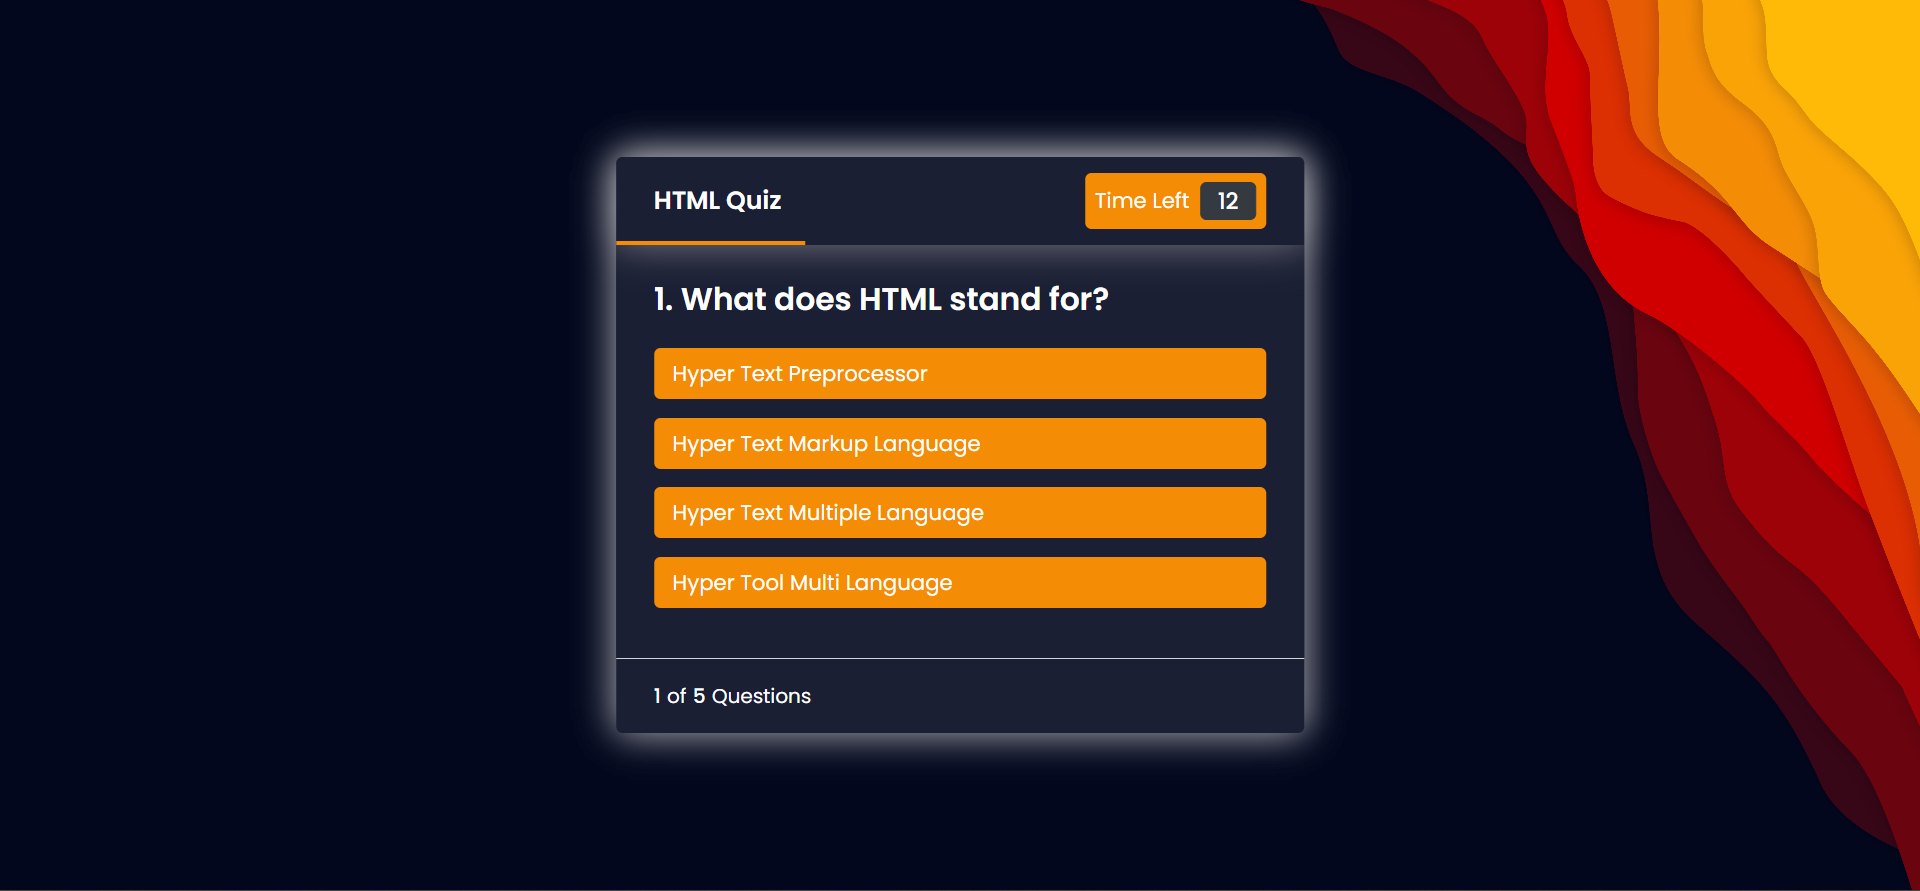 HTML Quiz
Time Left 12
1. What does HTML stand for?
Hyper Text Preprocessor
Hyper Text Markup Language
Hyper Text Multiple Language
Hyper Tool Multi Language
1 of 5 Questions